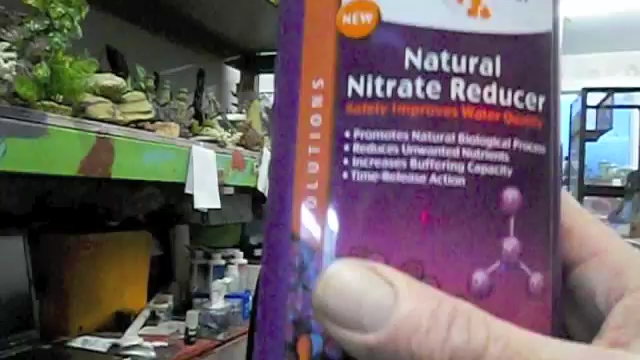 NEW
Natural
Nitrate Reducer
Safely Improves Water Quality
• Promotes Natural Biological Process
• Reduces Unwanted Nutrients
• Increases Buffering Capacity
• Time-Release Action
OLUTIONS